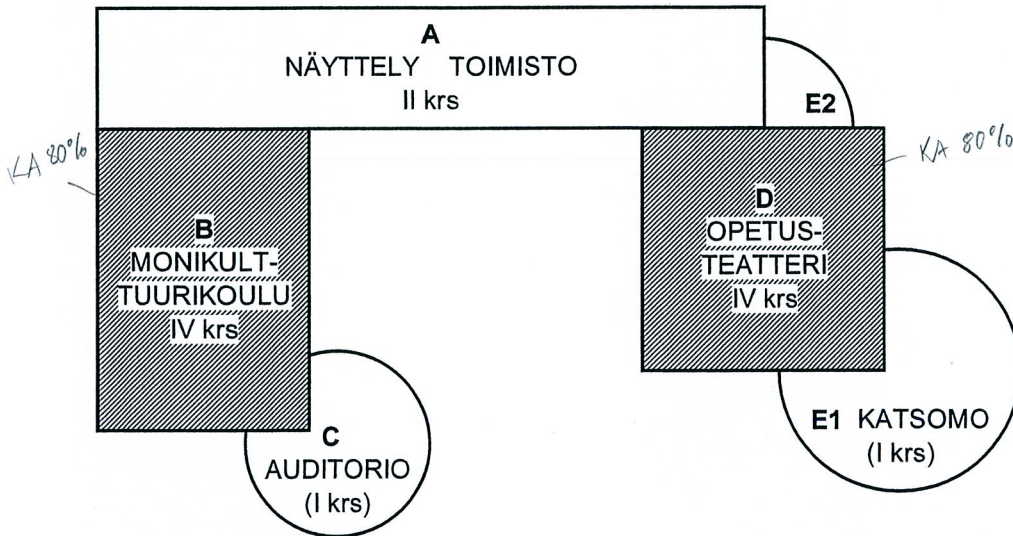 A
NÄYTTELY TOIMISTO
II krs
E2
KA 80%
KA 80%
B
MONIKULT-
TUURIKOULU
IV krs
D
OPETUS-
TEATTERI
IV krs
C
AUDITORIO
(I krs)
E1 KATSOMO
(I krs)